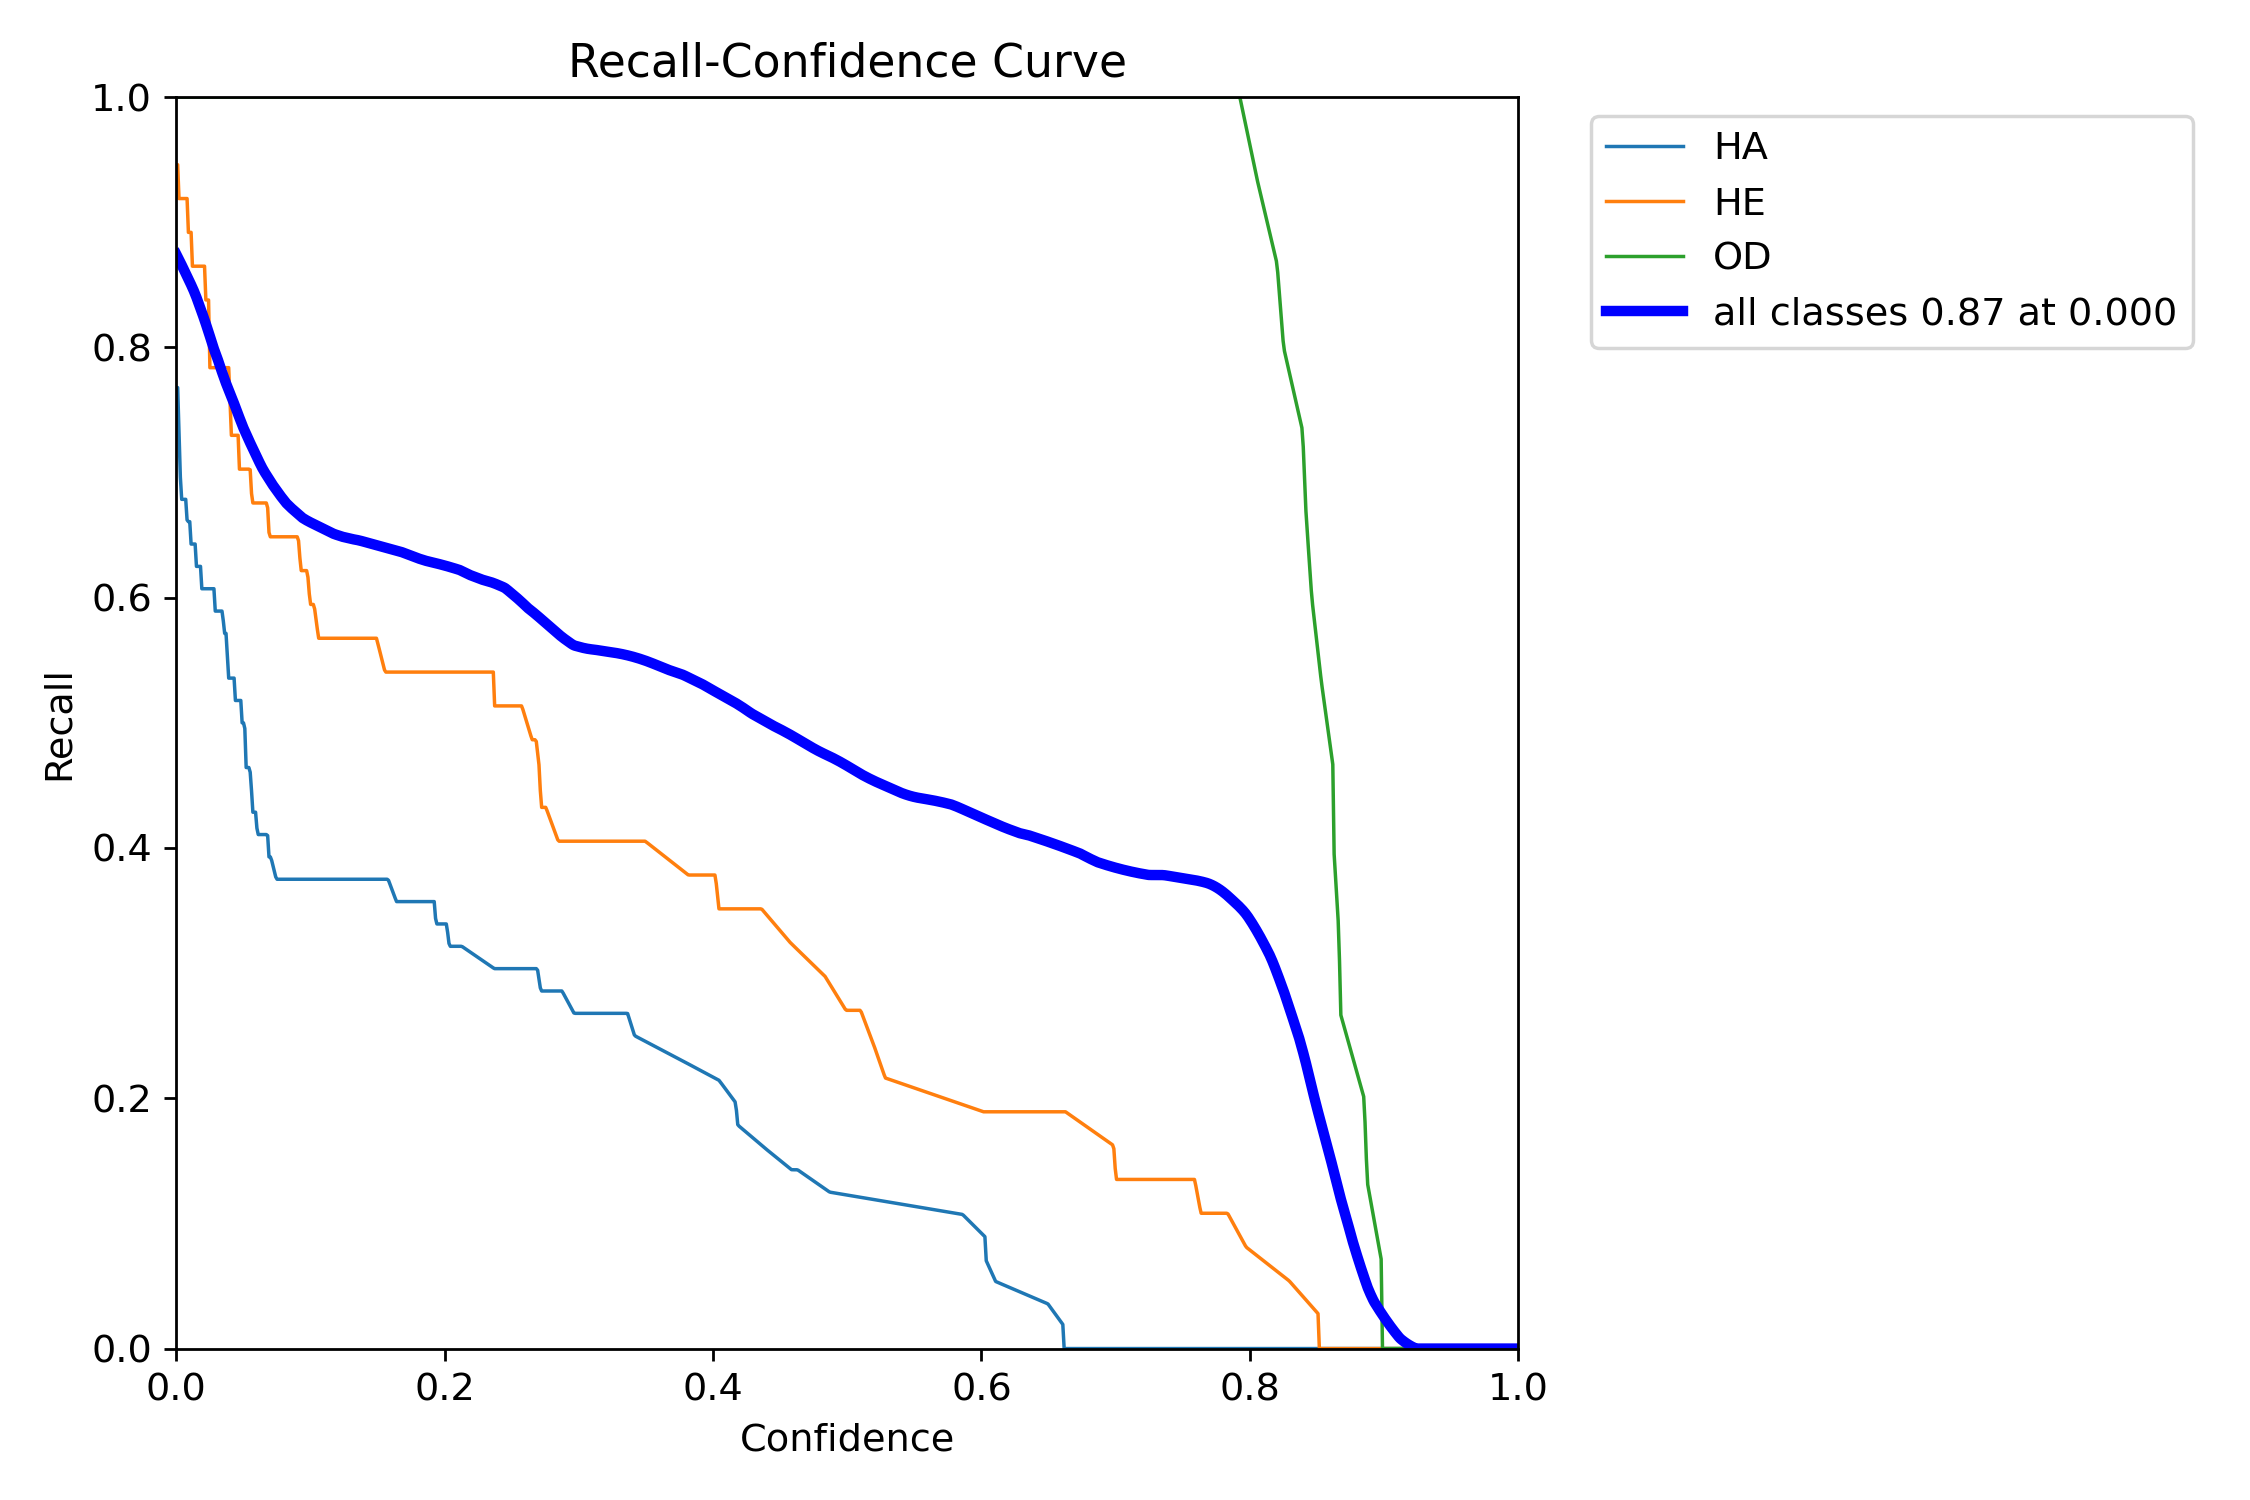 Recall-Confidence Curve
1.0
0.8
0.6
0.4
0.2
0.0
Recall
0.0 0.2 0.4 0.6 0.8 1.0
Confidence
HA
HE
OD
all classes 0.87 at 0.000